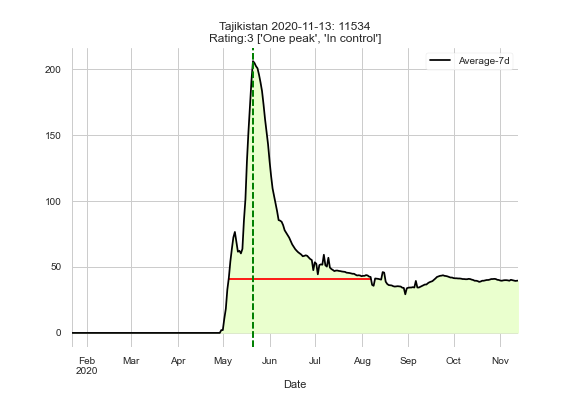 Tajikistan 2020-11-13: 11534
Rating:3 ['One peak', 'In control']
Average-7d
200
150
100
50
0
Feb Mar Apr May Jun Jul Aug Sep Oct Nov
2020
Date